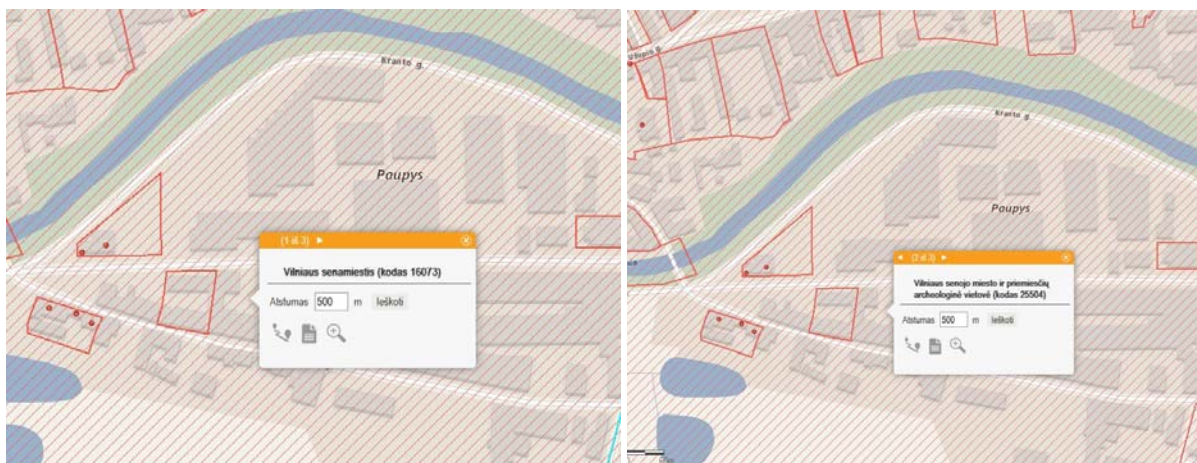 Kranto g.
Paupys
(1 iš 3)
Vilniaus senamiestis (kodas 16073)
Atstumas 500 m Ieškoti
Užupio g.
Kranto g.
Paupys
(2 iš 3)
Vilniaus senojo miesto ir priemiesčių
archeologinė vietovė (kodas 25504)
Atstumas 500 m Ieškoti